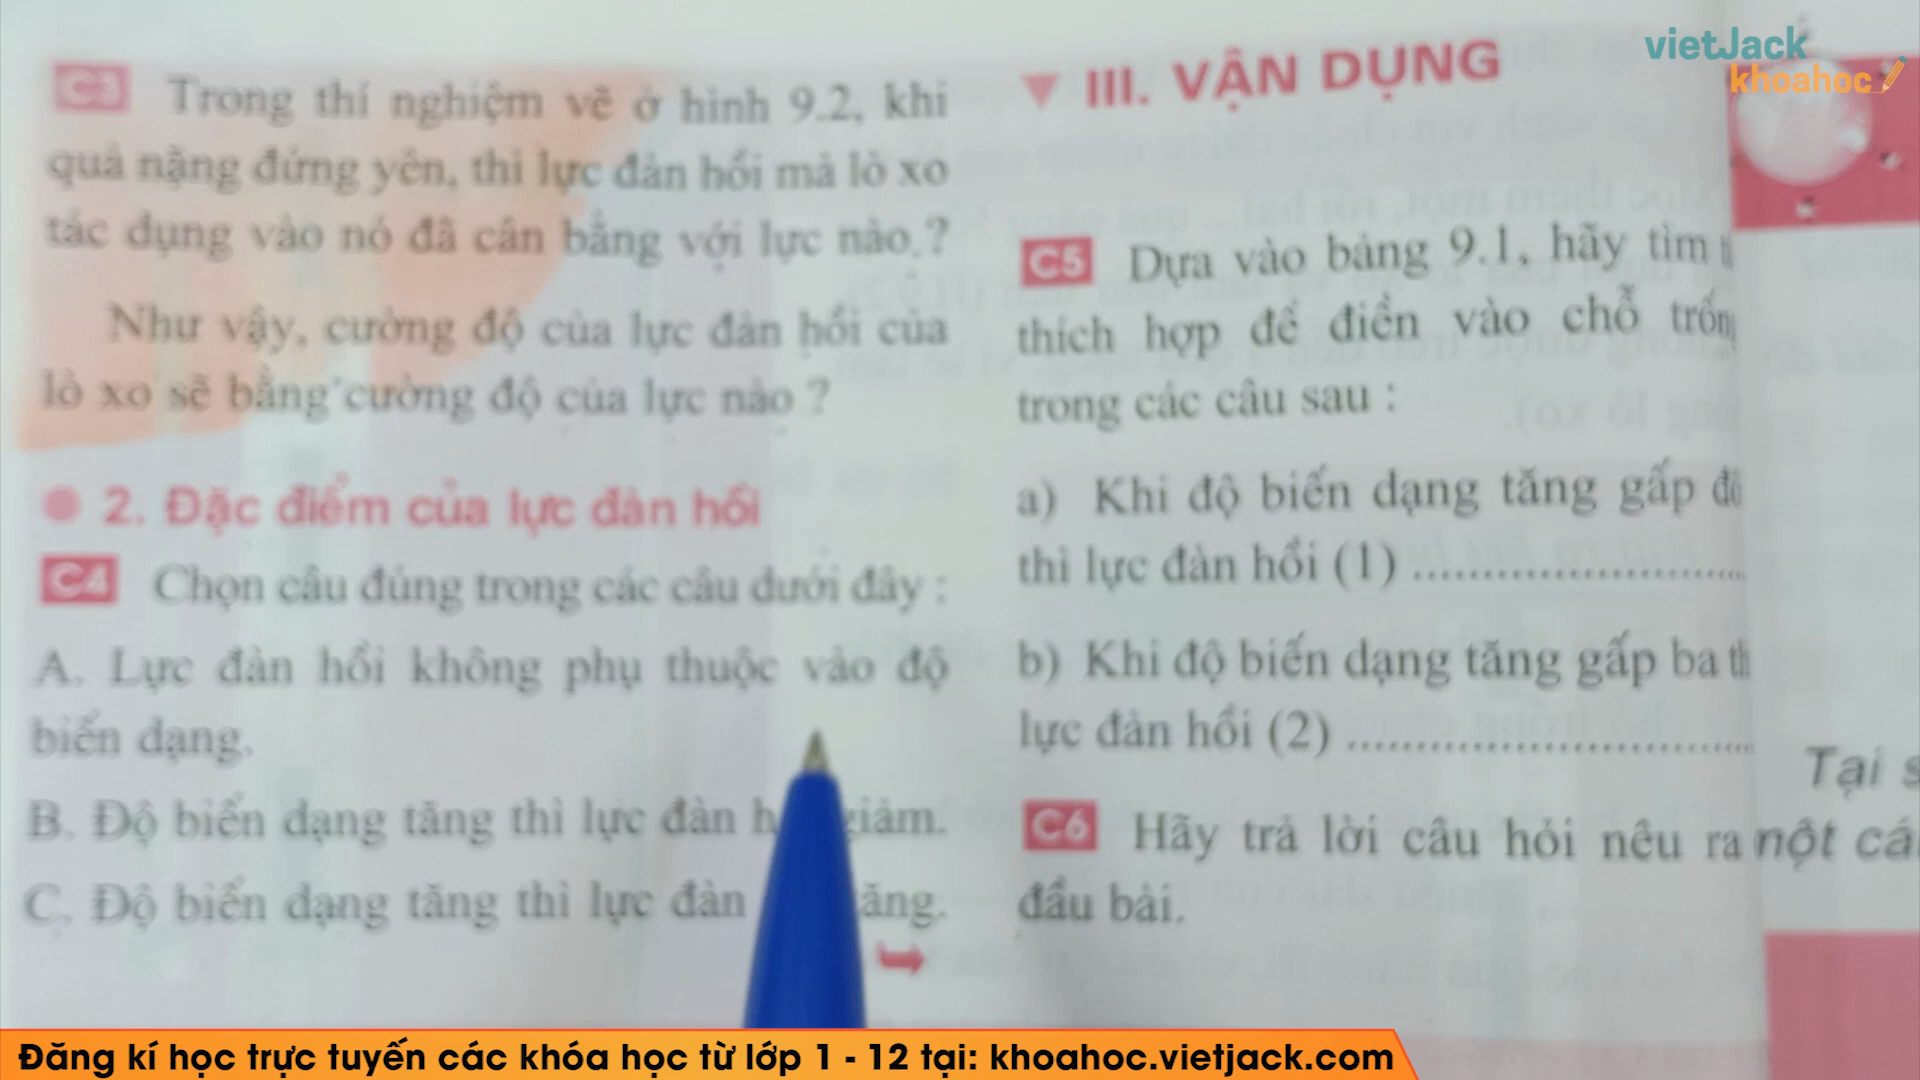 C3 Trong thí nghiệm vẽ ở hình 9.2, khi
quả nặng đứng yên, thì lực đàn hồi mà lò xo
tác dụng vào nó đã cân bằng với lực nào ?
Như vậy, cường độ của lực đàn hồi của
lò xo sẽ bằng cường độ của lực nào ?
2. Đặc điểm của lực đàn hồi
C4 Chọn câu đúng trong các câu dưới đây :
A. Lực đàn hồi không phụ thuộc vào độ
biến dạng.
B. Độ biến dạng tăng thì lực đàn giảm.
C. Độ biến dạng tăng thì lực đàn tăng.
III. VẬN DỤNG
C5 Dựa vào bảng 9.1, hãy tìm
thích hợp để điền vào chỗ trống
trong các câu sau :
a) Khi độ biến dạng tăng gấp đô
thì lực đàn hồi (1) ..............................
b) Khi độ biến dạng tăng gấp ba th
lực đàn hồi (2) ..............................
C6 Hãy trả lời câu hỏi nêu ra
đầu bài.
Tại s
một cá
vietJack
khoahoc
Đăng kí học trực tuyến các khóa học từ lớp 1 - 12 tại: khoahoc.vietjack.com